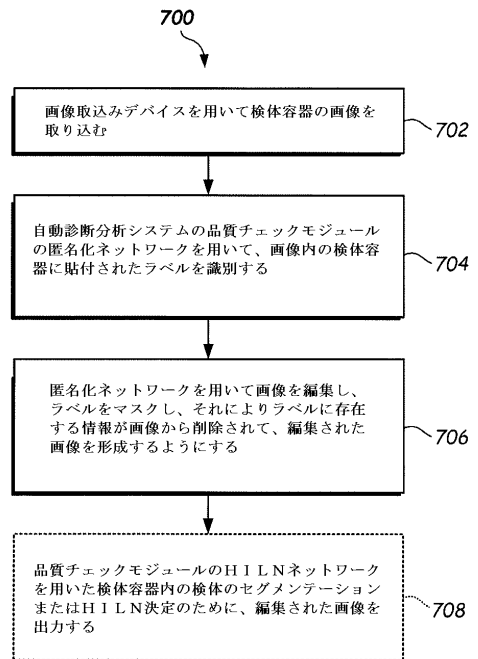 700
画像取込みデバイスを用いて検体容器の画像を
取り込む
702
自動診断分析システムの品質チェックモジュール
の匿名化ネットワークを用いて、画像内の検体容
器に貼付されたラベルを識別する
704
匿名化ネットワークを用いて画像を編集し、
ラベルをマスクし、それによりラベルに存在
する情報が画像から削除されて、編集された
画像を形成するようにする
706
品質チェックモジュールのHILNネットワーク
を用いた検体容器内の検体のセグメンテーション
またはHILN決定のために、編集された画像を
出力する
708